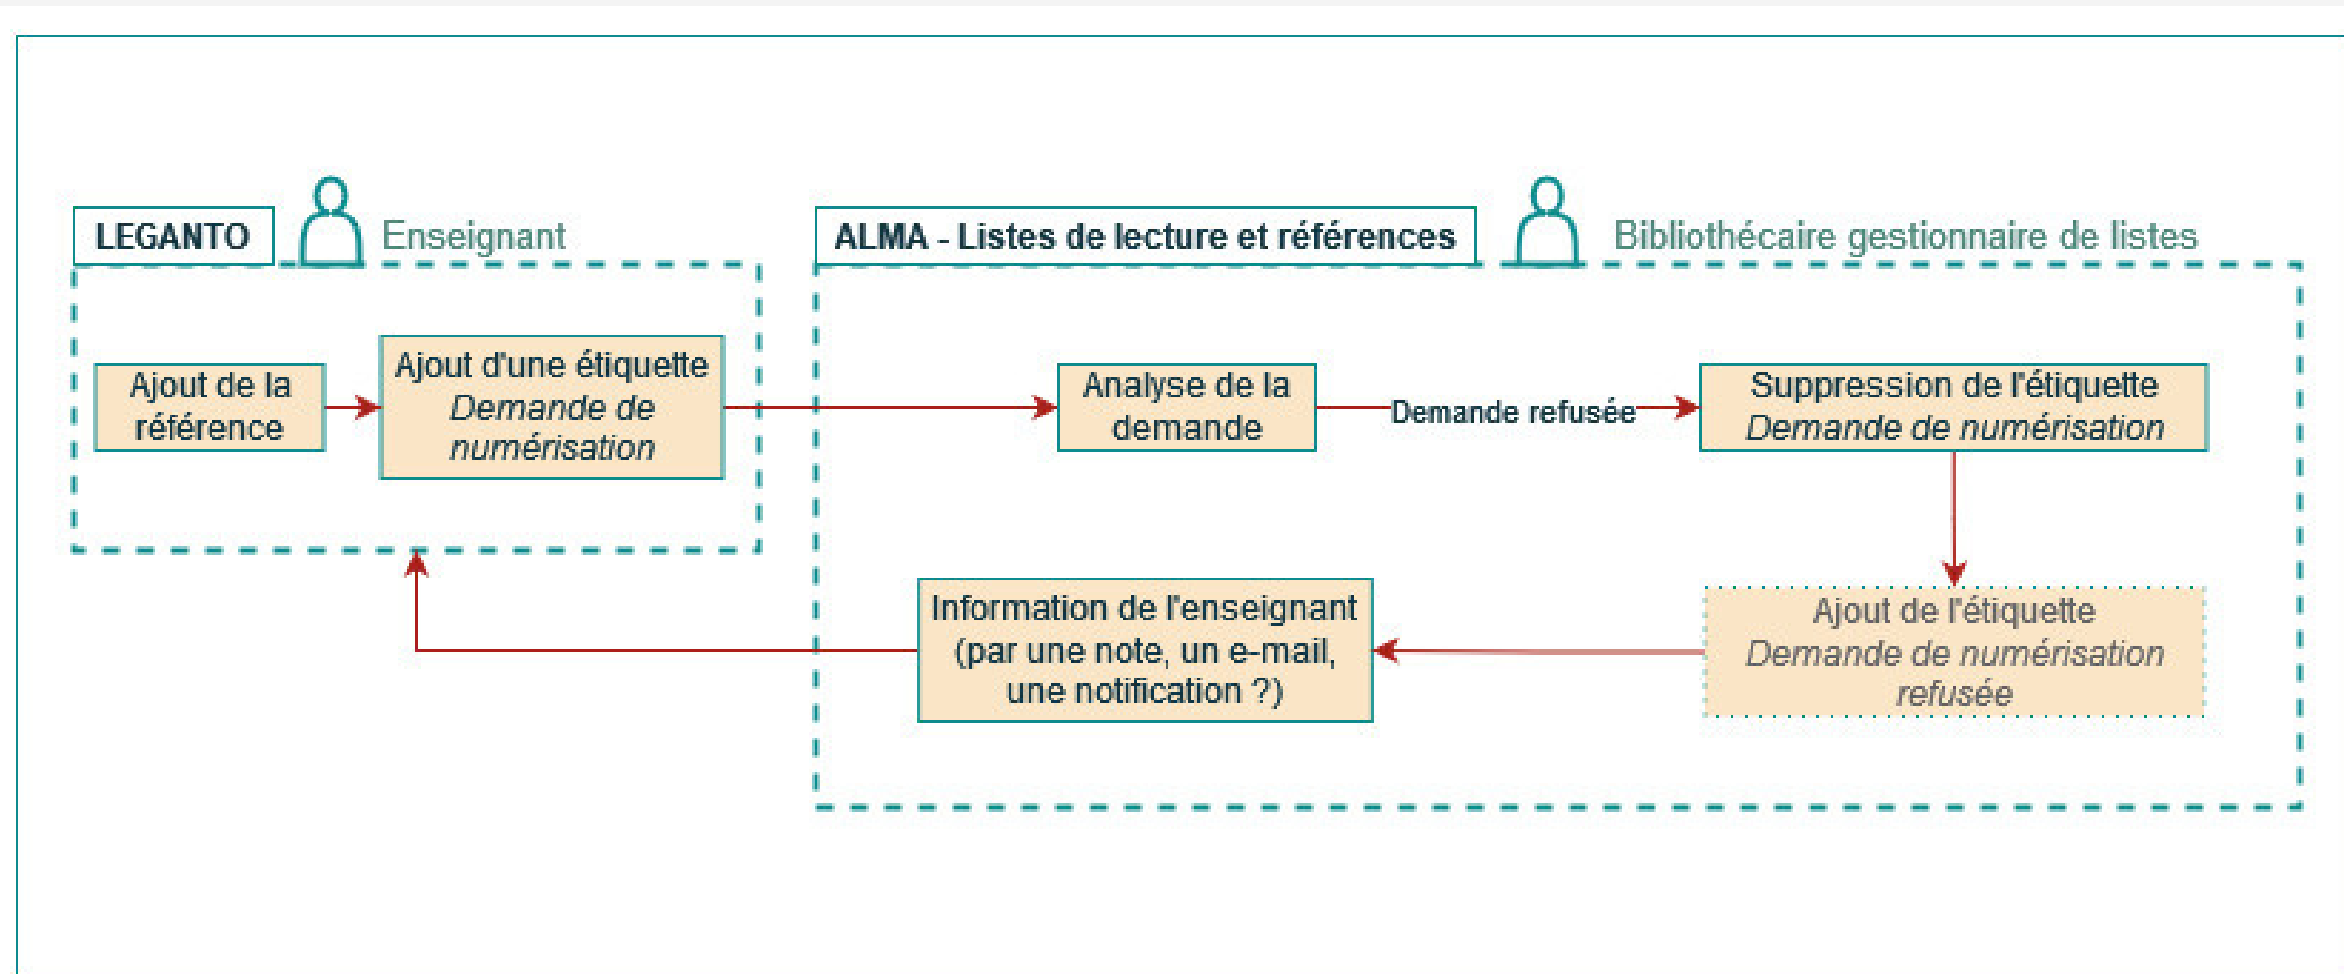 LEGANTO
Enseignant
ALMA - Listes de lecture et références
Bibliothécaire gestionnaire de listes
Ajout de la
référence
Ajout d'une étiquette
Demande de
numérisation
Analyse de la
demande
Demande refusée
Suppression de l'étiquette
Demande de numérisation
Information de l'enseignant
(par une note, un e-mail,
une notification ?)
Ajout de l'étiquette
Demande de numérisation
refusée